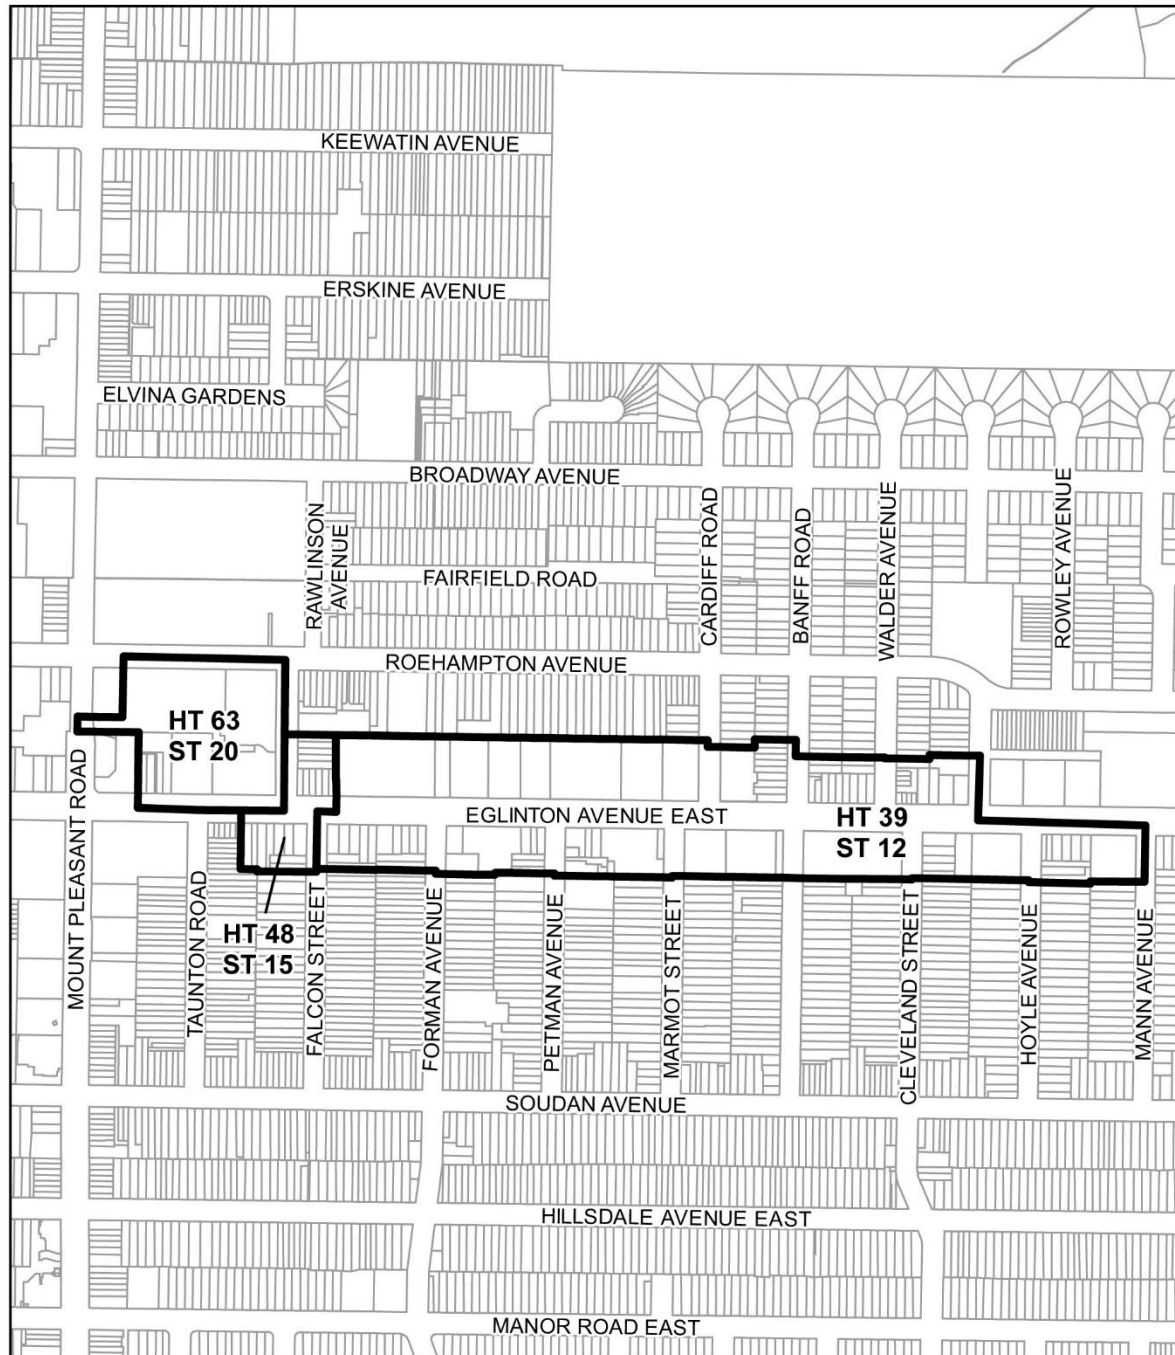 KEEWATIN AVENUE
ERSKINE AVENUE
ELVINA GARDENS
BROADWAY AVENUE
RAWLINSON
AVENUE
CARDIFF ROAD
BANFF ROAD
WALDER AVENUE
ROWLEY AVENUE
FAIRFIELD ROAD
ROEHAMPTON AVENUE
HT 63
ST 20
MOUNT PLEASANT ROAD
EGLINTON AVENUE EAST
HT 39
ST 12
HT 48
ST 15
TAUNTON ROAD
FALCON STREET
FORMAN AVENUE
PETMAN AVENUE
MARMOT STREET
CLEVELAND STREET
HOYLE AVENUE
MANN AVENUE
SOUDAN AVENUE
HILLSDALE AVENUE EAST
MANOR ROAD EAST